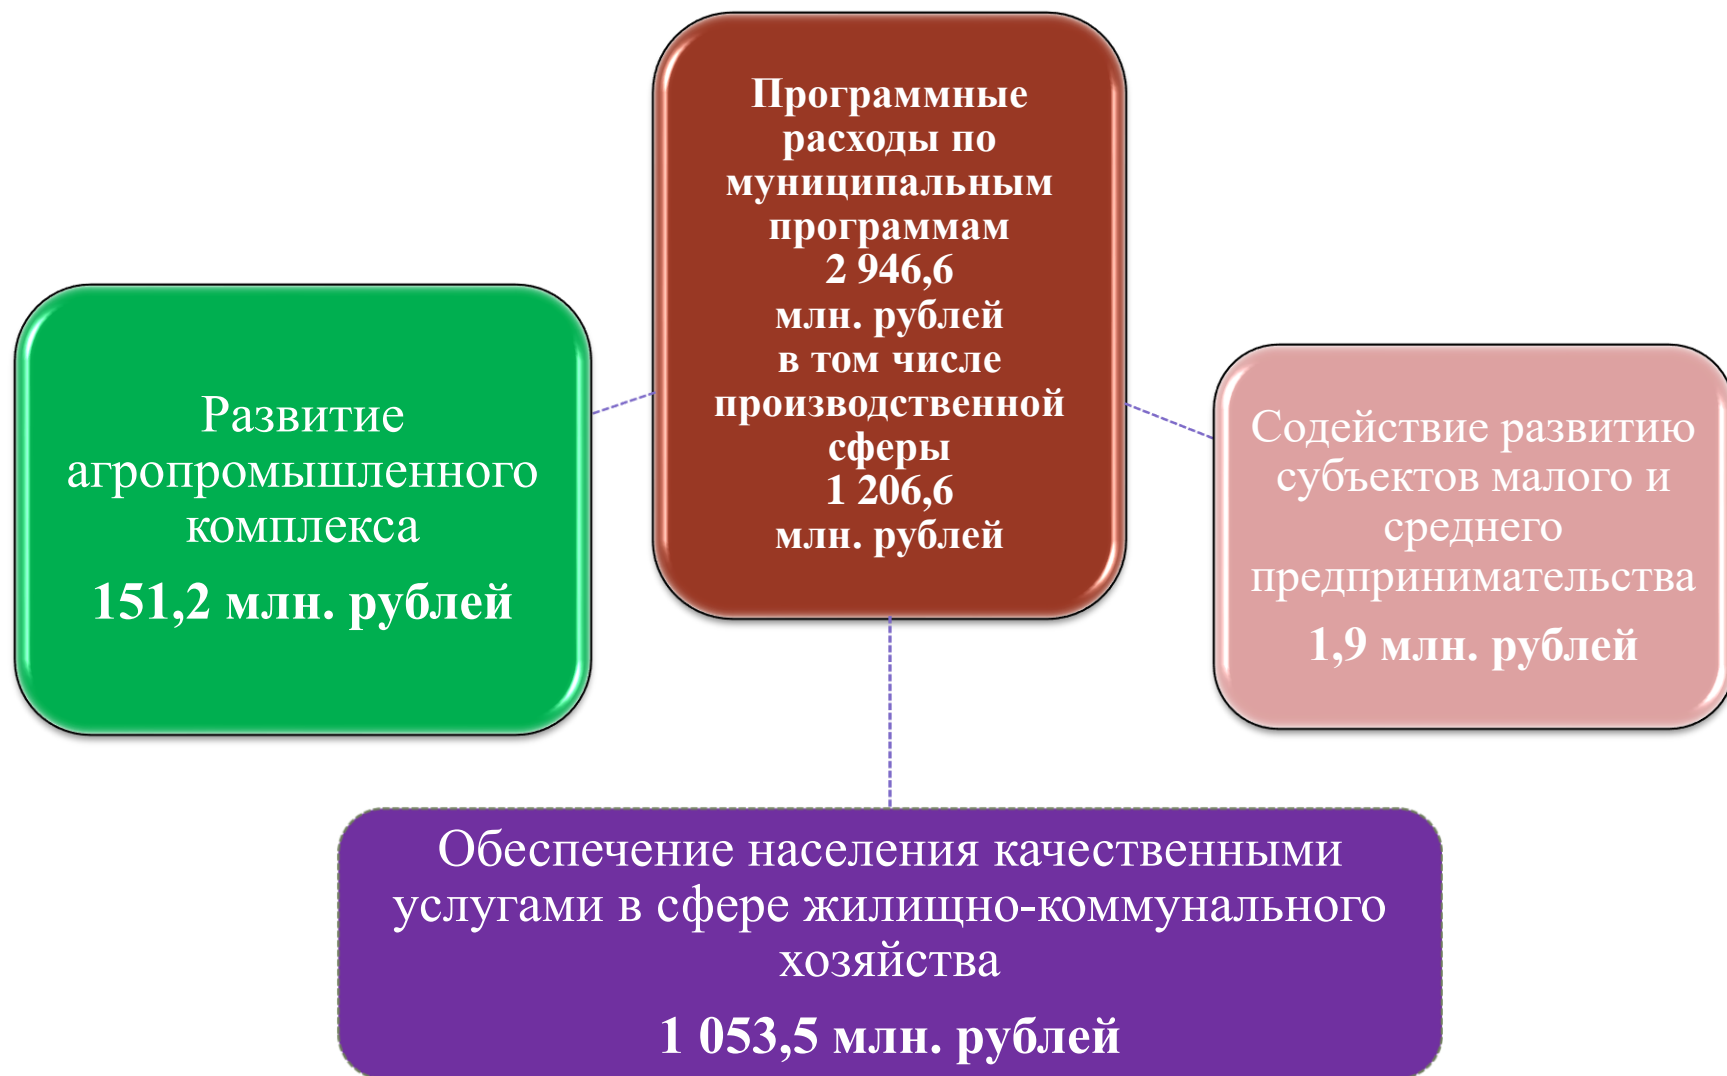 Программные
расходы по
муниципальным
программам
2 946,6
млн. рублей
в том числе
производственной
сферы
1 206,6
млн. рублей
Развитие
агропромышленного
комплекса
151,2 млн. рублей
Содействие развитию
субъектов малого и
среднего
предпринимательства
1,9 млн. рублей
Обеспечение населения качественными
услугами в сфере жилищно-коммунального
хозяйства
1 053,5 млн. рублей